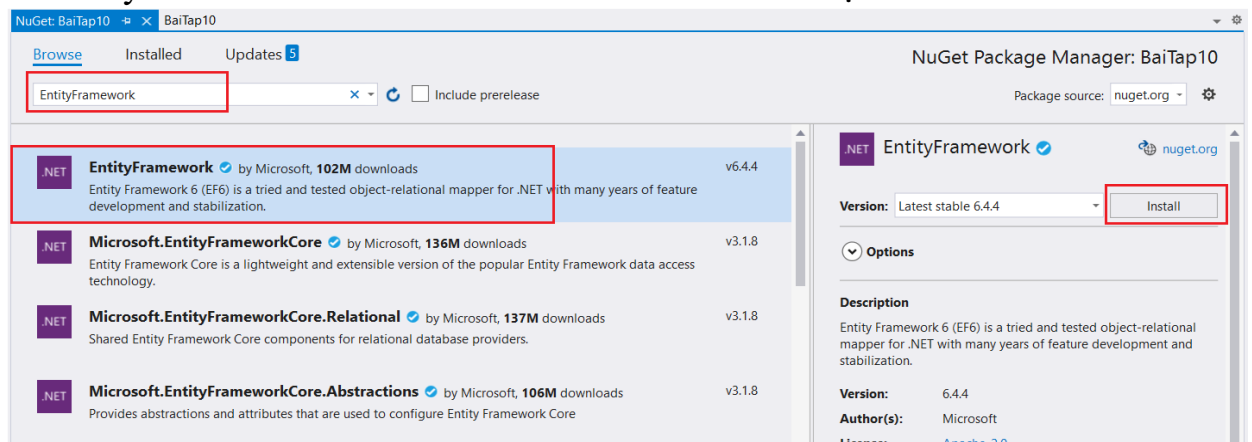 NuGet: BaiTap10 BaiTap10
Browse Installed Updates 5
NuGet Package Manager: BaiTap10
EntityFramework
Include prerelease
Package source: nuget.org
.NET
EntityFramework by Microsoft, 102M downloads
v6.4.4
Entity Framework 6 (EF6) is a tried and tested object-relational mapper for .NET with many years of feature
development and stabilization.
.NET
Microsoft.EntityFrameworkCore by Microsoft, 136M downloads
v3.1.8
Entity Framework Core is a lightweight and extensible version of the popular Entity Framework data access
technology.
.NET
Microsoft.EntityFrameworkCore.Relational by Microsoft, 137M downloads
v3.1.8
Shared Entity Framework Core components for relational database providers.
.NET
Microsoft.EntityFrameworkCore.Abstractions by Microsoft, 106M downloads
v3.1.8
Provides abstractions and attributes that are used to configure Entity Framework Core
.NET
EntityFramework
nuget.org
Version: Latest stable 6.4.4
Install
Options
Description
Entity Framework 6 (EF6) is a tried and tested object-relational
mapper for .NET with many years of feature development and
stabilization.
Version: 6.4.4
Author(s): Microsoft